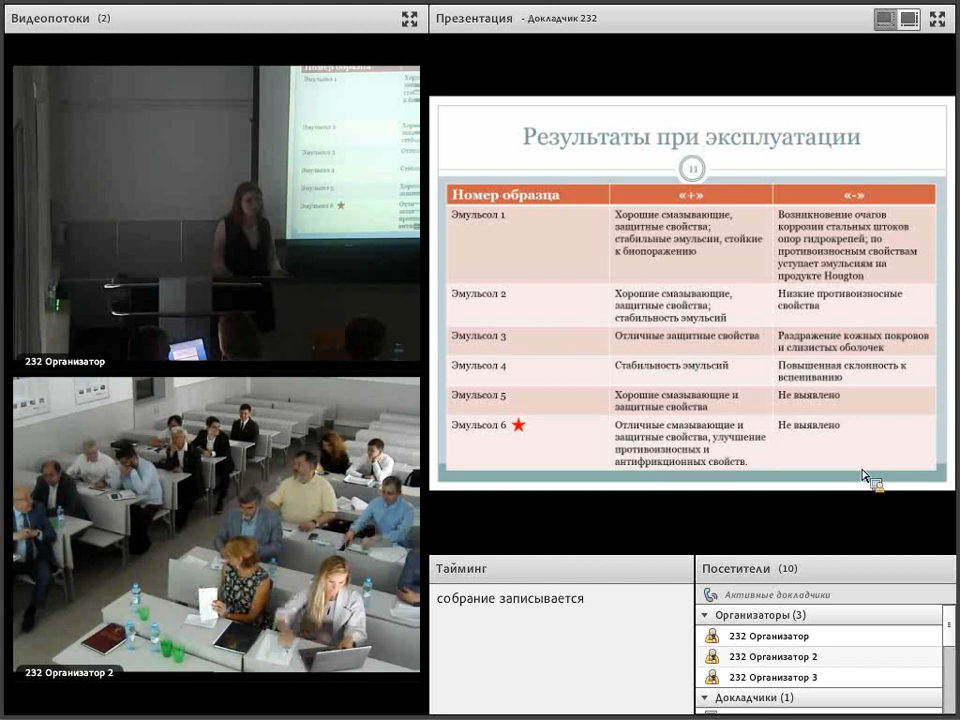 Видеопотоки (2)
Презентация - Докладчик 232
232 Организатор
232 Организатор 2
Результаты при эксплуатации
11
Номер образца «+» «-»
Эмульсол 1
Хорошие смазывающие,
защитные свойства;
стабильные эмульсии, стойкие
к биопоражению
Возникновение очагов
коррозии стальных штоков
опор гидрокрепей; по
противоизносным свойствам
уступает эмульсиям на
продукте Hougton
Эмульсол 2
Хорошие смазывающие,
защитные свойства;
стабильность эмульсий
Низкие противоизносные
свойства
Эмульсол 3
Отличные защитные свойства
Раздражение кожных покровов
и слизистых оболочек
Эмульсол 4
Стабильность эмульсий
Повышенная склонность к
вспениванию
Эмульсол 5
Хорошие смазывающие и
защитные свойства
Не выявлено
Эмульсол 6
Отличные смазывающие и
защитные свойства, улучшение
противоизносных и
антифрикционных свойств.
Не выявлено
Тайминг
собрание записывается
Посетители (10)
Активные докладчики
Организаторы (3)
232 Организатор
232 Организатор 2
232 Организатор 3
Докладчики (1)